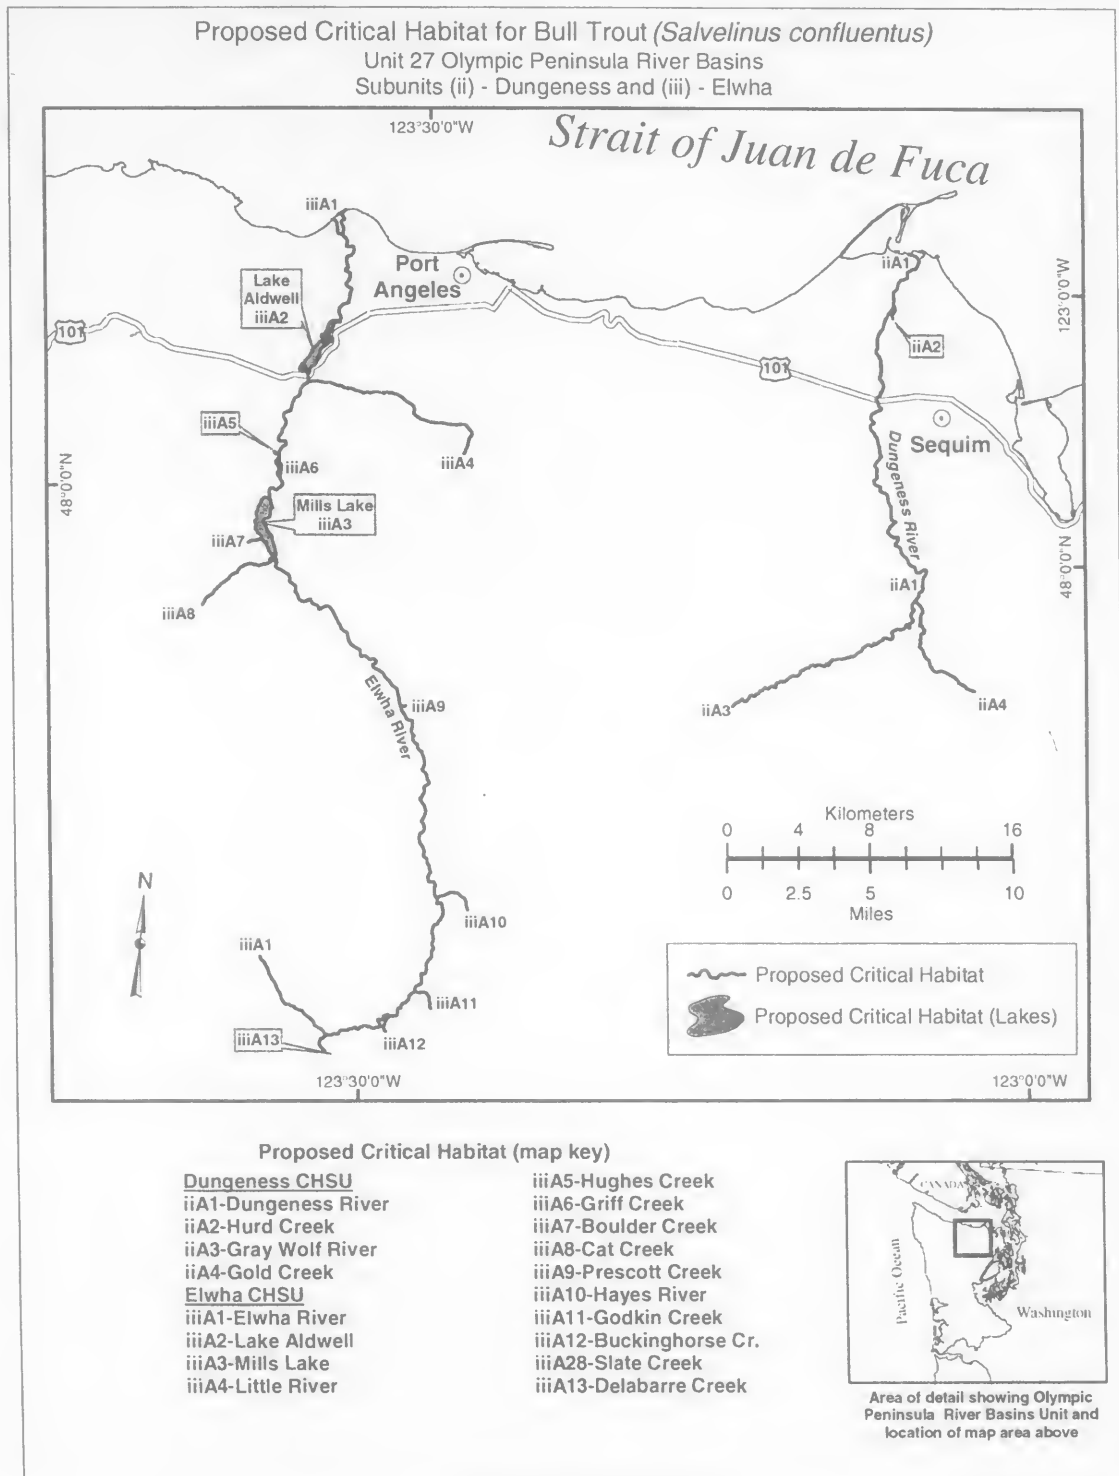 Proposed Critical Habitat for Bull Trout (Salvelinus confluentus)
Unit 27 Olympic Peninsula River Basins
Subunits (ii) - Dungeness and (iii) - Elwha
123°30'0"W
Strait of Juan de Fuca
iiiA1
Port
Angeles
Lake
Aldwell
iiiA2
101
iiA1
123°0'0"W
iiA2
101
Sequim
iiiA5
iiiA6
iiiA4
48°0'0"N
Mills Lake
iiiA3
iiiA7
iiiA8
Dungeness River
iiA1
48°0'0"N
iiA3
iiA4
Elwha River
iiiA9
Kilometers
0 4 8 16
0 2.5 5 10
Miles
N
iiiA10
iiiA1
iiiA11
iiiA12
iiiA13
Proposed Critical Habitat
Proposed Critical Habitat (Lakes)
123°30'0"W
123°0'0"W
Proposed Critical Habitat (map key)
Dungeness CHSU
iiA1-Dungeness River
iiA2-Hurd Creek
iiA3-Gray Wolf River
iiA4-Gold Creek
Elwha CHSU
iiiA1-Elwha River
iiiA2-Lake Aldwell
iiiA3-Mills Lake
iiiA4-Little River
iiiA5-Hughes Creek
iiiA6-Griff Creek
iiiA7-Boulder Creek
iiiA8-Cat Creek
iiiA9-Prescott Creek
iiiA10-Hayes River
iiiA11-Godkin Creek
iiiA12-Buckinghorse Cr.
iiiA28-Slate Creek
iiiA13-Delabarre Creek
CANADA
Pacific Ocean
Washington
Area of detail showing Olympic
Peninsula River Basins Unit and
location of map area above